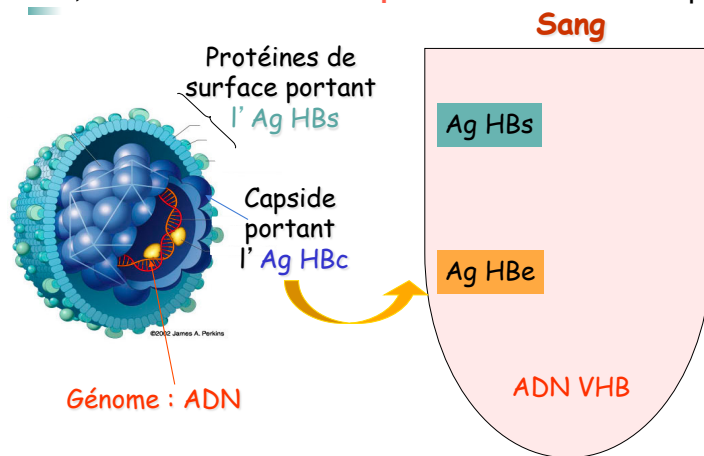 Sang
Protéines de
surface portant
l’ Ag HBs
Ag HBs
Capside
portant
l’ Ag HBc
Ag HBe
©2002 James A. Perkins
Génome : ADN
ADN VHB